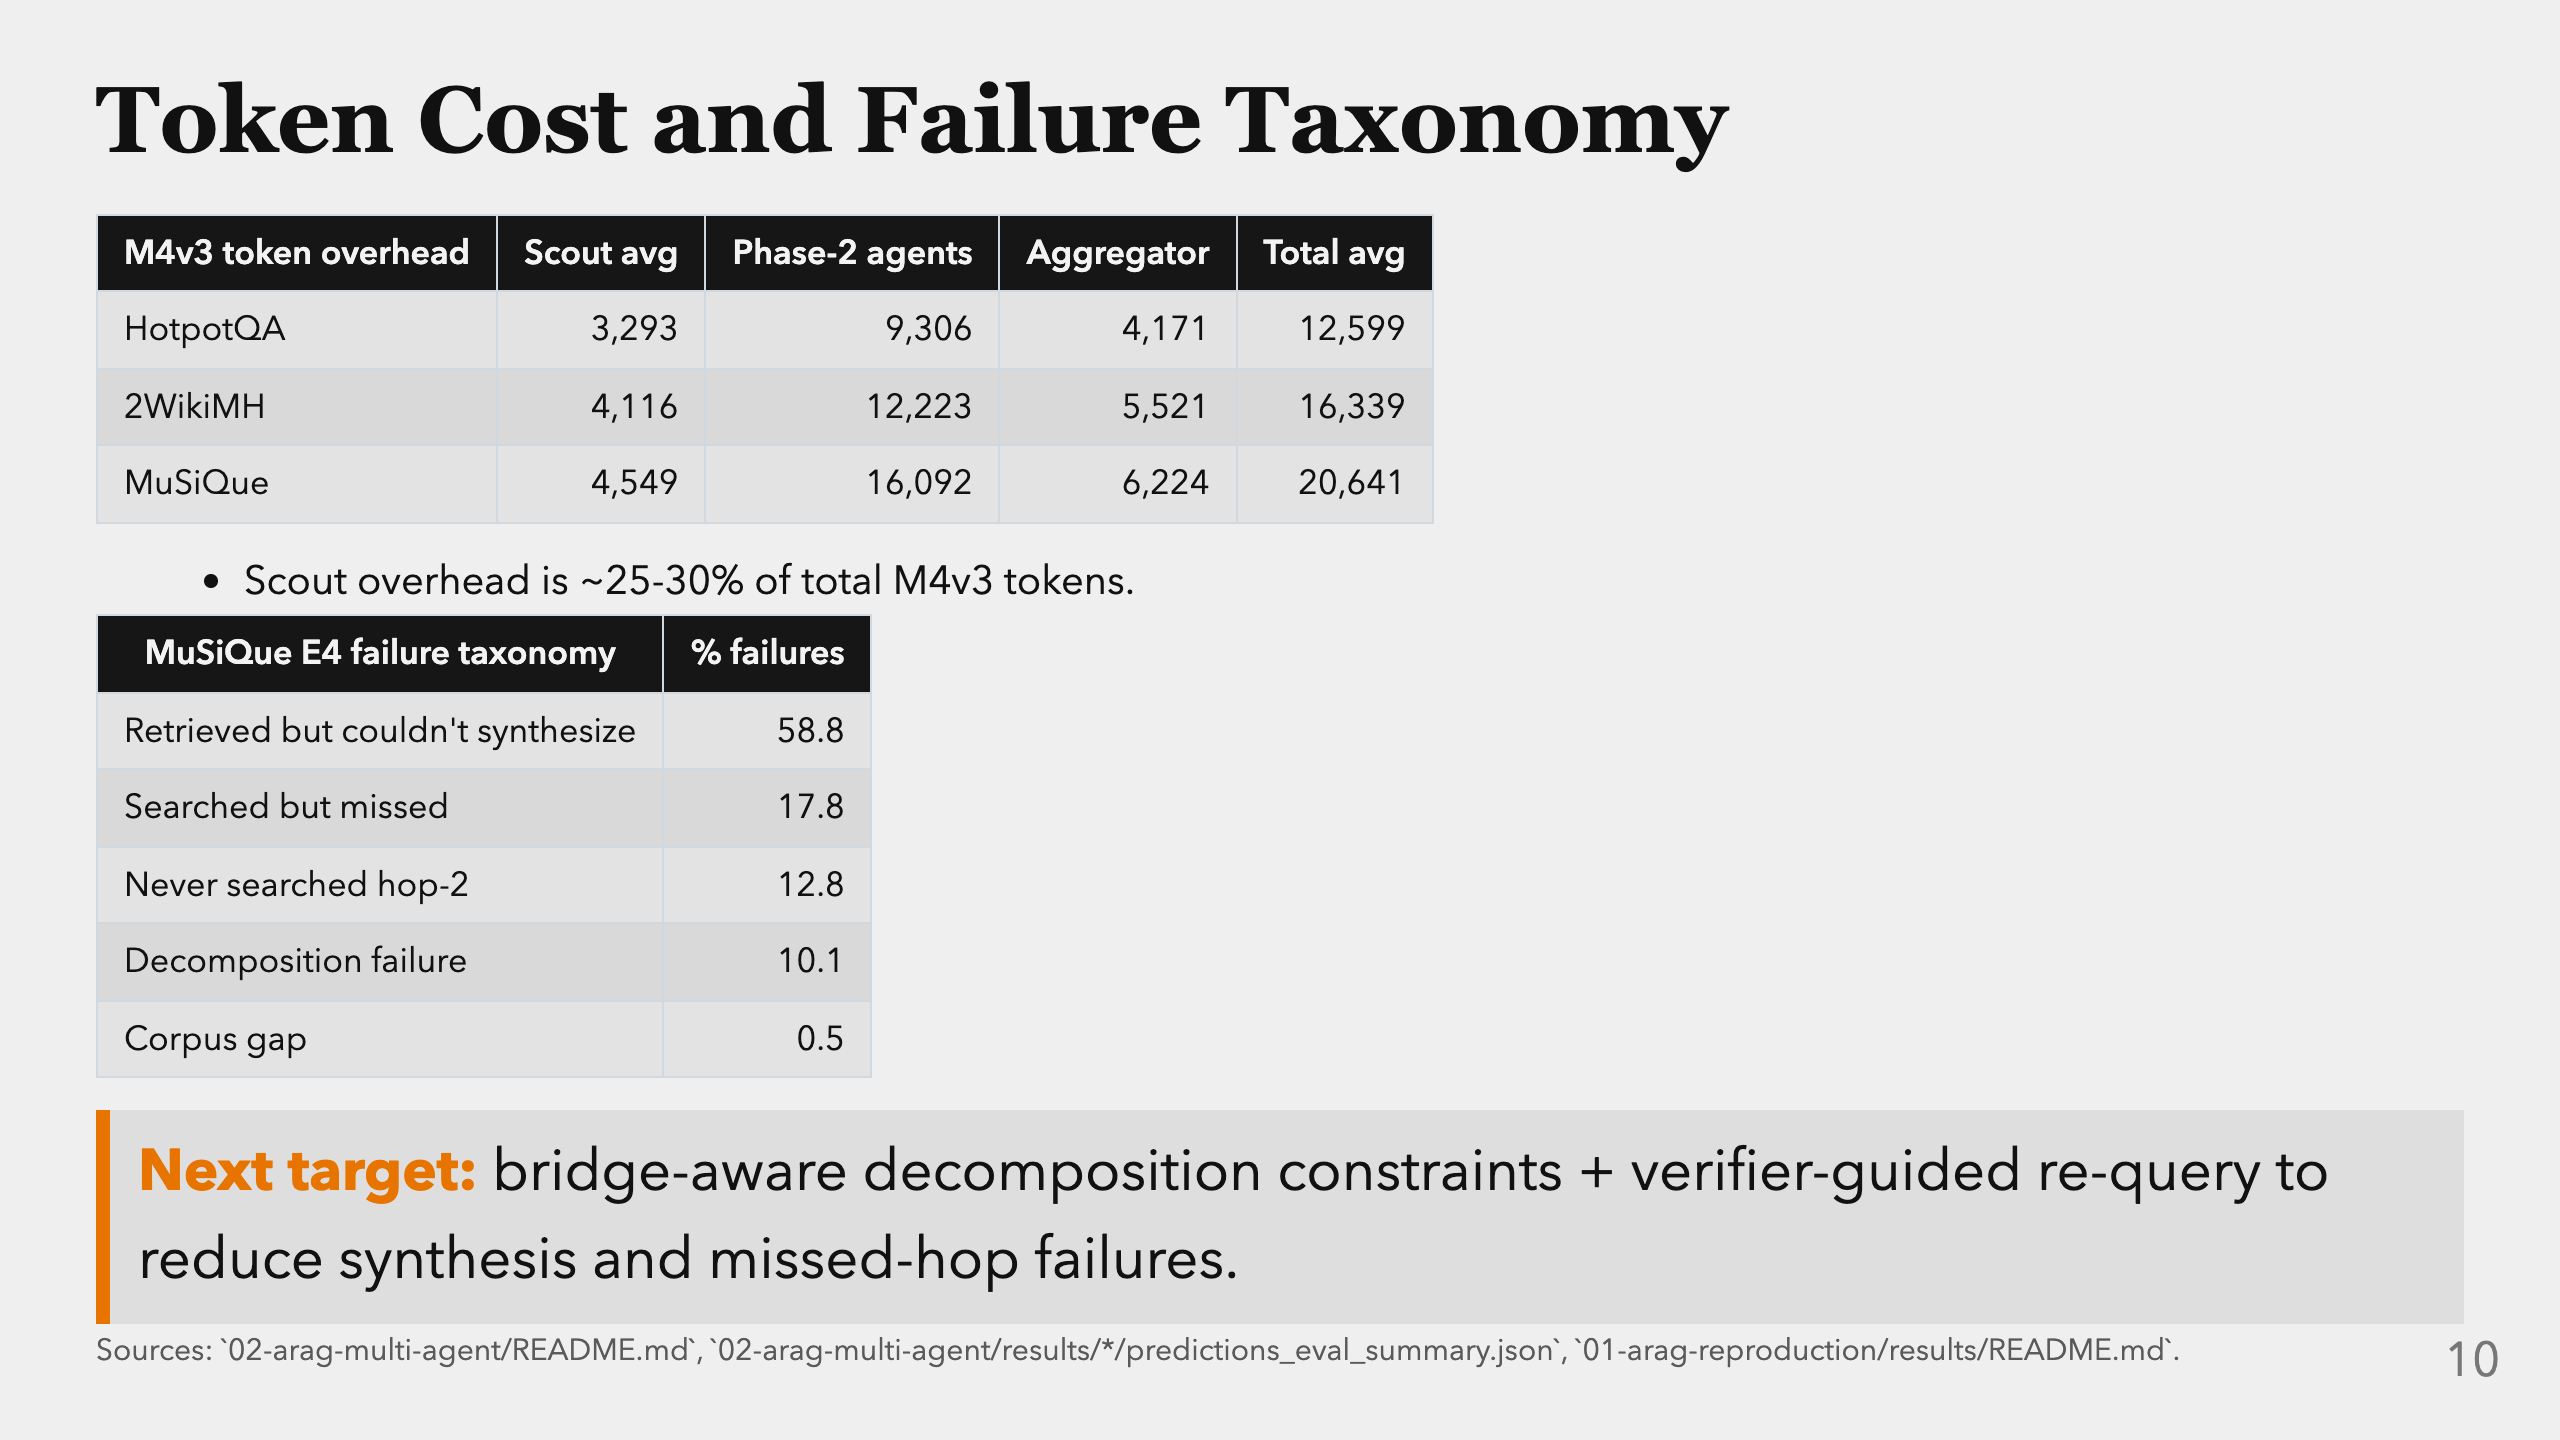 Token Cost and Failure Taxonomy
M4v3 token overhead Scout avg Phase-2 agents Aggregator Total avg
HotpotQA 3,293 9,306 4,171 12,599
2WikiMH 4,116 12,223 5,521 16,339
MuSiQue 4,549 16,092 6,224 20,641
• Scout overhead is ~25-30% of total M4v3 tokens.
MuSiQue E4 failure taxonomy % failures
Retrieved but couldn't synthesize 58.8
Searched but missed 17.8
Never searched hop-2 12.8
Decomposition failure 10.1
Corpus gap 0.5
Next target: bridge-aware decomposition constraints + verifier-guided re-query to
reduce synthesis and missed-hop failures.
Sources: `02-arag-multi-agent/README.md`, `02-arag-multi-agent/results/*/predictions_eval_summary.json`, `01-arag-reproduction/results/README.md`.
10